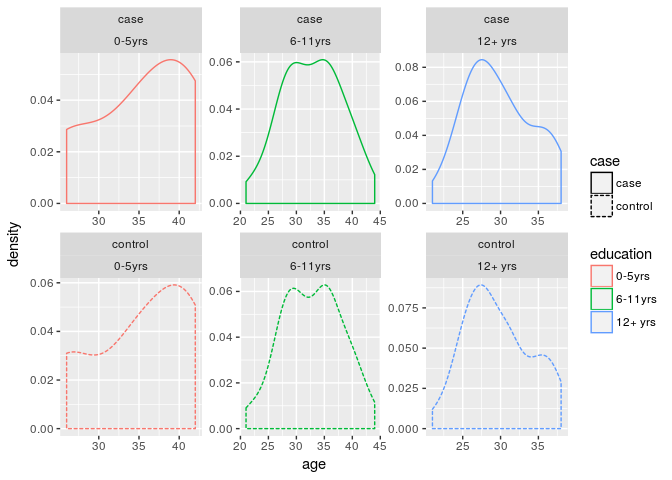 case
case
case
0-5yrs
6-11yrs
12+ yrs
0.04
0.02
0.00
30
35
40
0.06
0.04
0.02
0.00
20
25
30
35
40
45
0.08
0.06
0.04
0.02
0.00
25
30
35
control
control
control
0-5yrs
6-11yrs
12+ yrs
0.06
0.04
0.02
0.00
30
35
40
0.06
0.04
0.02
0.00
20
25
30
35
40
45
0.075
0.050
0.025
0.000
25
30
35
density
age
case
case
control
education
0-5yrs
6-11yrs
12+ yrs